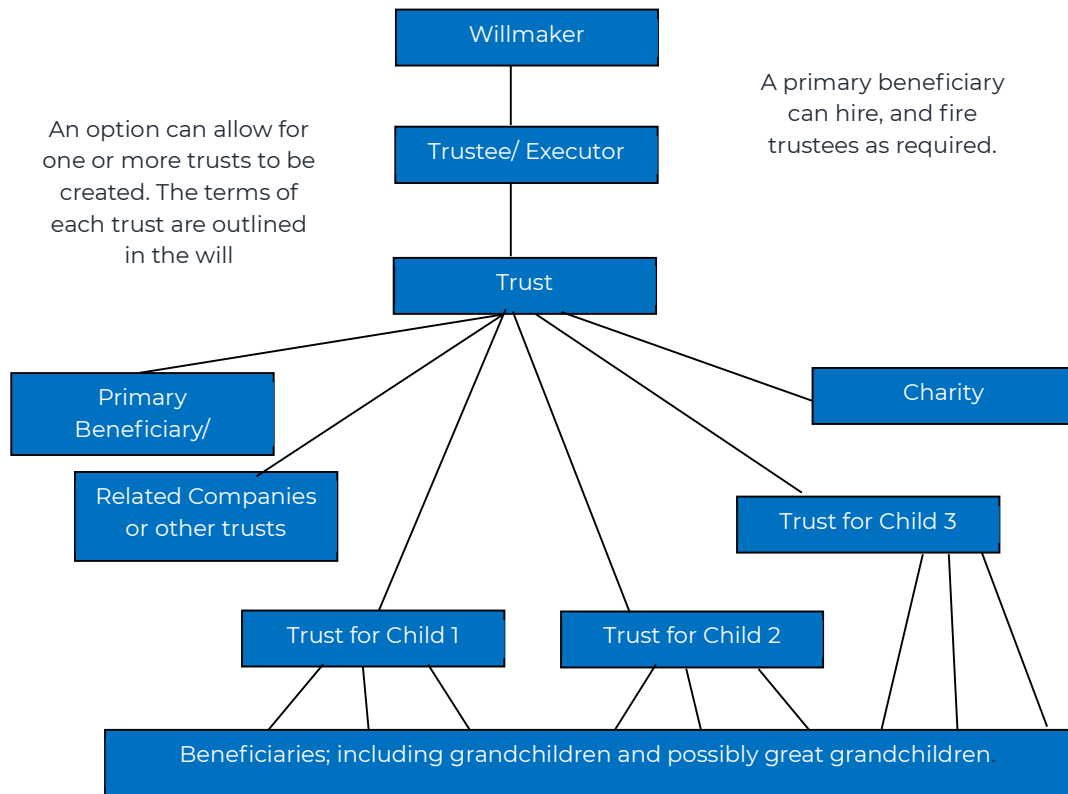 Willmaker
A primary beneficiary
can hire, and fire
trustees as required.
An option can allow for
one or more trusts to be
created. The terms of
each trust are outlined
in the will
Trustee/ Executor
Trust
Primary
Beneficiary/
Charity
Related Companies
or other trusts
Trust for Child 3
Trust for Child 1
Trust for Child 2
Beneficiaries; including grandchildren and possibly great grandchildren.